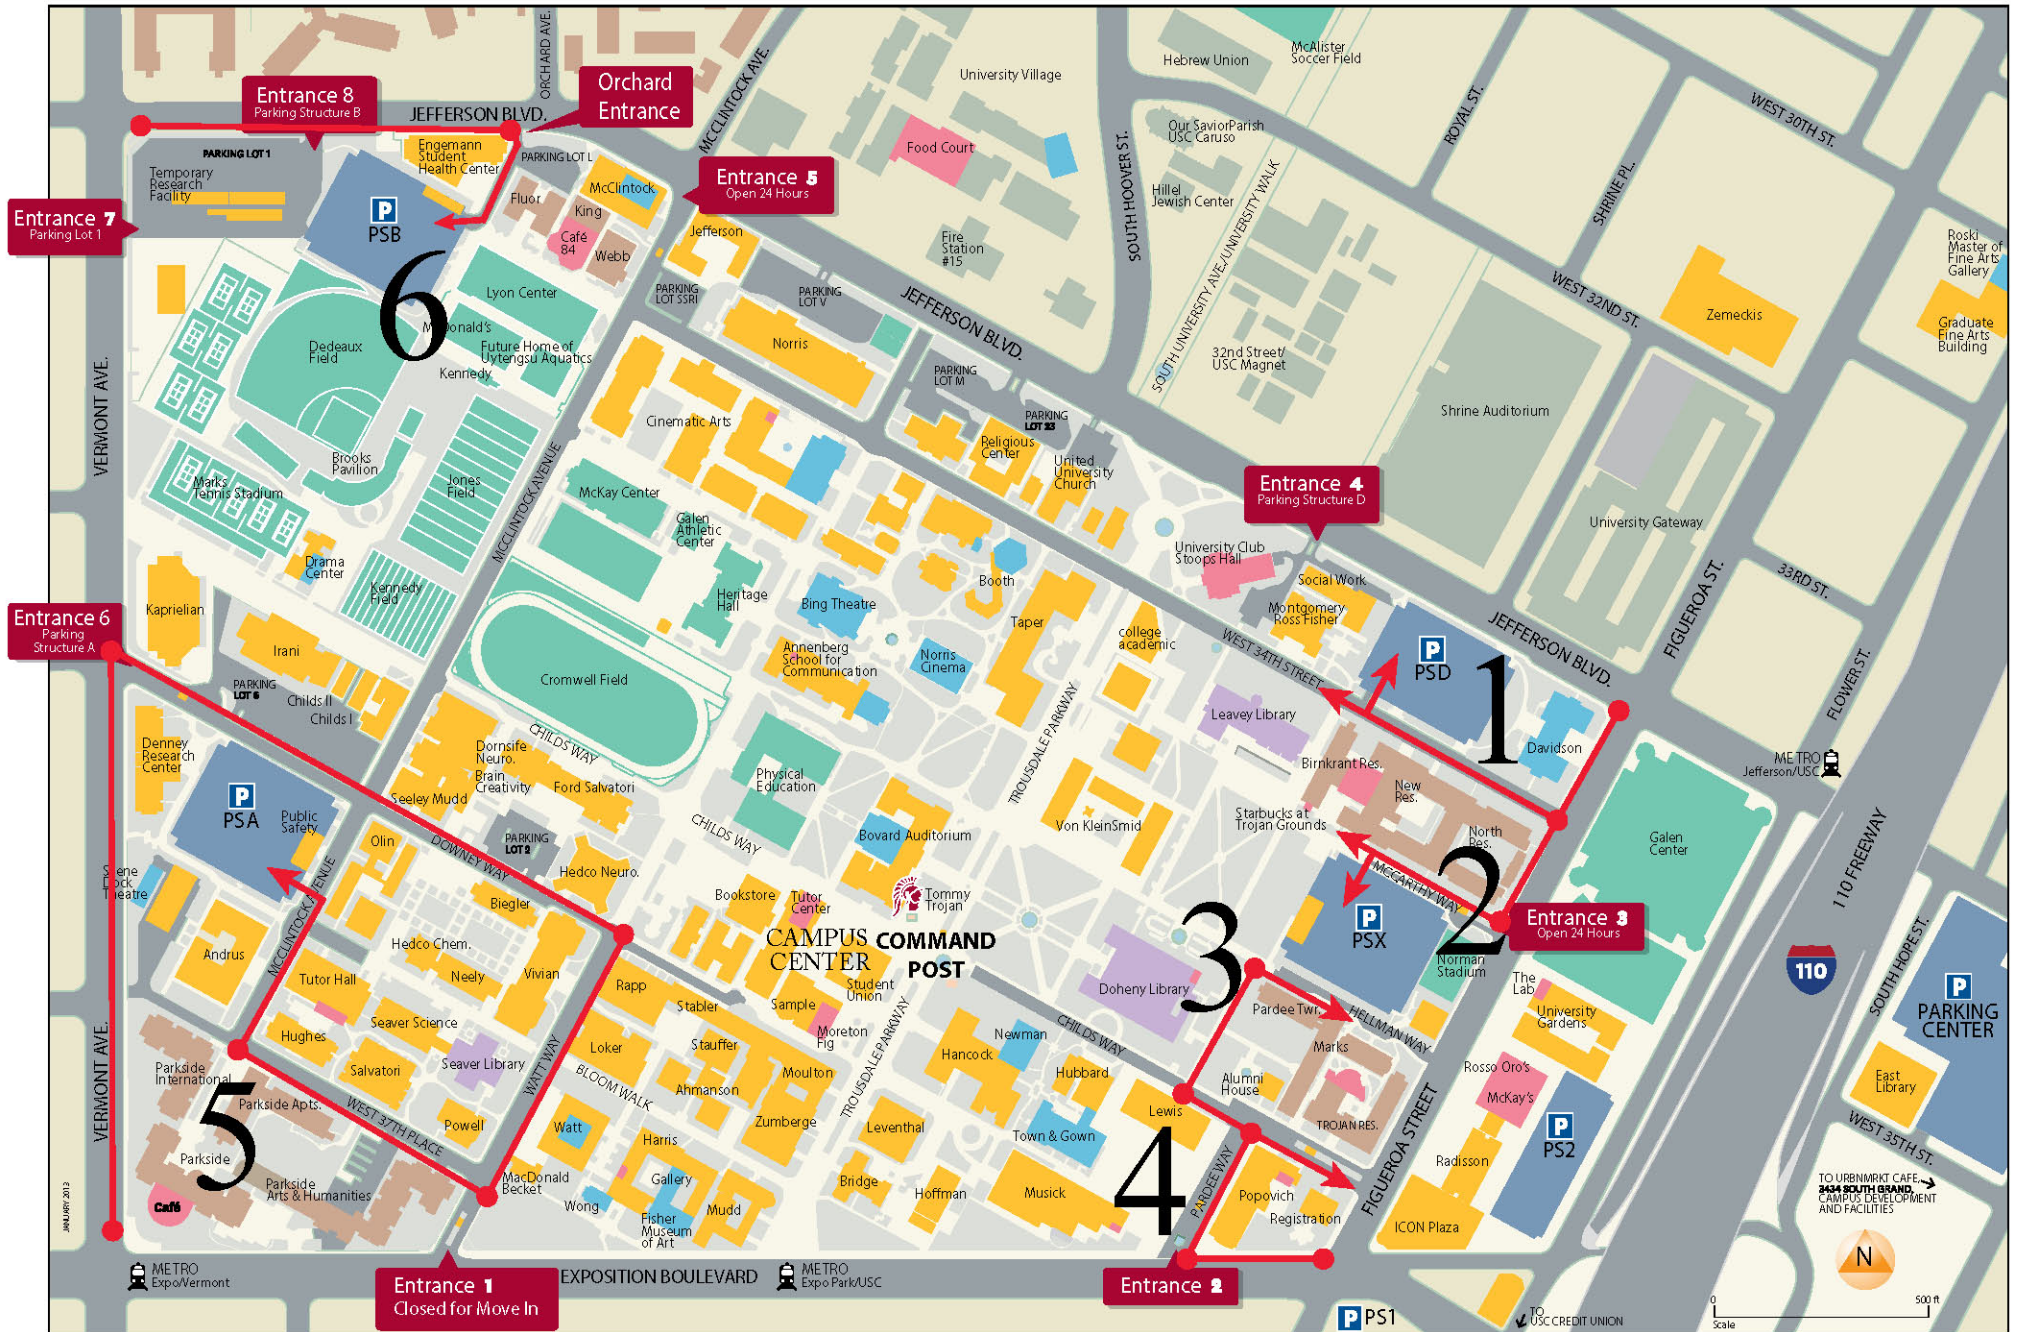 ORCHARD AVE.
MCCLINTOCK AVE.
University Village
Hebrew Union
McAlister
Soccer Field
ROYAL ST.
WEST 30TH ST.
Entrance 8
Parking Structure B
JEFFERSON BLVD.
Orchard
Entrance
PARKING LOT 1
Engemann
Student
Health Center
PARKING LOT L
Temporary
Research
Facility
Fluor
McClintock
King
Café
84
Webb
Entrance 5
Open 24 Hours
Food Court
Our SaviorParish
USC Caruso
SOUTH HOOVER ST.
Hillel
Jewish Center
SOUTH UNIVERSITY AVE./UNIVERSITY WALK
SHRINE PL.
Entrance 7
Parking Lot 1
P
PSB
6
Jefferson
Fire
Station
#15
Roski
Master of
Fine Arts
Gallery
Lyon Center
PARKING
LOT SSRI
PARKING
LOT V
JEFFERSON BLVD.
WEST 32ND ST.
Zemeckis
Graduate
Fine Arts
Building
McDonald's
Future Home of
Uytengsu Aquatics
Kennedy
Dedeaux
Field
Norris
PARKING
LOT M
32nd Street/
USC Magnet
VERMONT AVE.
Cinematic Arts
PARKING
LOT 23
Shrine Auditorium
Religious
Center
United
University
Church
Brooks
Pavilion
Marks
Tennis Stadium
Jones
Field
MCCLINTOCK AVENUE
McKay Center
Galen
Athletic
Center
Entrance 4
Parking Structure D
University Gateway
University Club
Stoops Hall
FIGUEROA ST.
33RD ST.
Drama
Center
Kennedy
Field
Kaprielian
Heritage
Hall
Bing Theatre
Booth
Social Work
Montgomery
Ross Fisher
Entrance 6
Parking
Structure A
Irani
Taper
college
academic
WEST 34TH STREET
JEFFERSON BLVD.
P
PSD
1
Annenberg
School for
Communication
Norris
Cinema
PARKING
LOT 6
Childs II
Childs I
Cromwell Field
Leavey Library
TROUSDALE PARKWAY
FLOWER ST.
Denney
Research
Center
CHILDS WAY
Dornsife
Neuro.
Brain
Creativity
Ford Salvatori
Seeley Mudd
Physical
Education
Davidson
Birnkrant Res.
New
Res.
METRO
Jefferson/USC
P
PSA
Public
Safety
Starbucks at
Trojan Grounds
North
Res.
Olin
DOWNEY WAY
PARKING
LOT 2
CHILDS WAY
Bovard Auditorium
Von KleinSmid
Galen
Center
110 FREEWAY
Scene
Dock
Theatre
Hedco Neuro.
Biegler
Bookstore
Tutor
Center
Tommy
Trojan
MCCARTHY WAY
2
P
PSX
Entrance 3
Open 24 Hours
MCCLINTOCK AVENUE
Andrus
Hedco Chem.
Neely
Vivian
CAMPUS
CENTER
COMMAND
POST
3
Norman
Stadium
The
Lab
SOUTH HOPE ST.
110
Tutor Hall
Rapp
Stabler
Sample
Student
Union
Doheny Library
Pardee Twr.
HELLMAN WAY
University
Gardens
P
PARKING
CENTER
Hughes
Seaver Science
Moreton
Fig
TROUSDALE PARKWAY
CHILDS WAY
Newman
Hancock
Marks
Loker
Stauffer
Seaver Library
WATT WAY
Salvatori
BLOOM WALK
Ahmanson
Moulton
Hubbard
Alumni
House
Rosso Oro's
McKay's
East
Library
VERMONT AVE.
Parkside
International
5
Parkside Apts.
WEST 37TH PLACE
Powell
Watt
Harris
Zumberge
Leventhal
Lewis
Town & Gown
TROJAN RES.
FIGUEROA STREET
P
PS2
WEST 35TH ST.
Parkside
Parkside
Arts & Humanities
Café
MacDonald
Becket
Wong
Gallery
Fisher
Museum
of Art
Mudd
Bridge
Hoffman
Musick
4
PARDEE WAY
Popovich
Registration
Radisson
ICON Plaza
TO URBNMRKT CAFE,
3434 SOUTH GRAND,
CAMPUS DEVELOPMENT
AND FACILITIES
JANUARY 2013
METRO
Expo/Vermont
Entrance 1
Closed for Move In
EXPOSITION BOULEVARD
METRO
Expo Park/USC
Entrance 2
P PS1
TO
USC CREDIT UNION
N
0
500 ft
Scale